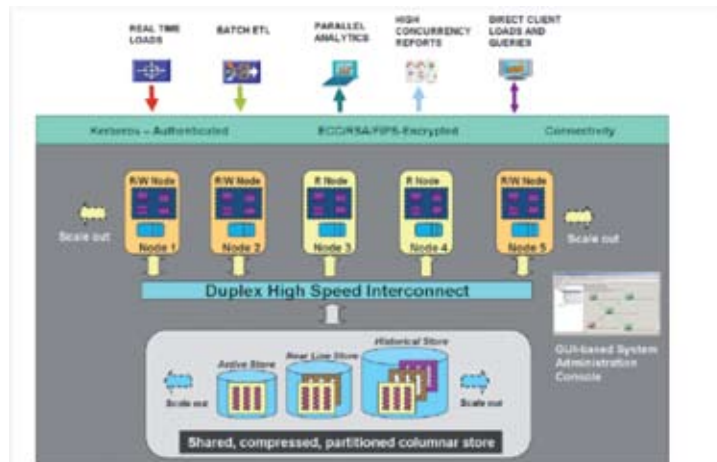 REAL TIME
LOADS
BATCH ETL
PARALLEL
ANALYTICS
HIGH
CONCURRENCY
REPORTS
DIRECT CLIENT
LOADS AND
QUERIES
Kerberos – Authenticated
ECC/RSA/FIPS-Encrypted
Connectivity
R/W Node
R/W Node
R Node
R Node
R/W Node
Scale out
Node 1
Node 2
Node 3
Node 4
Node 5
Scale out
Duplex High Speed Interconnect
Historical Store
Near Line Store
Active Store
Scale out
Scale out
Shared, compressed, partitioned columnar store
GUI-based System
Administration
Console